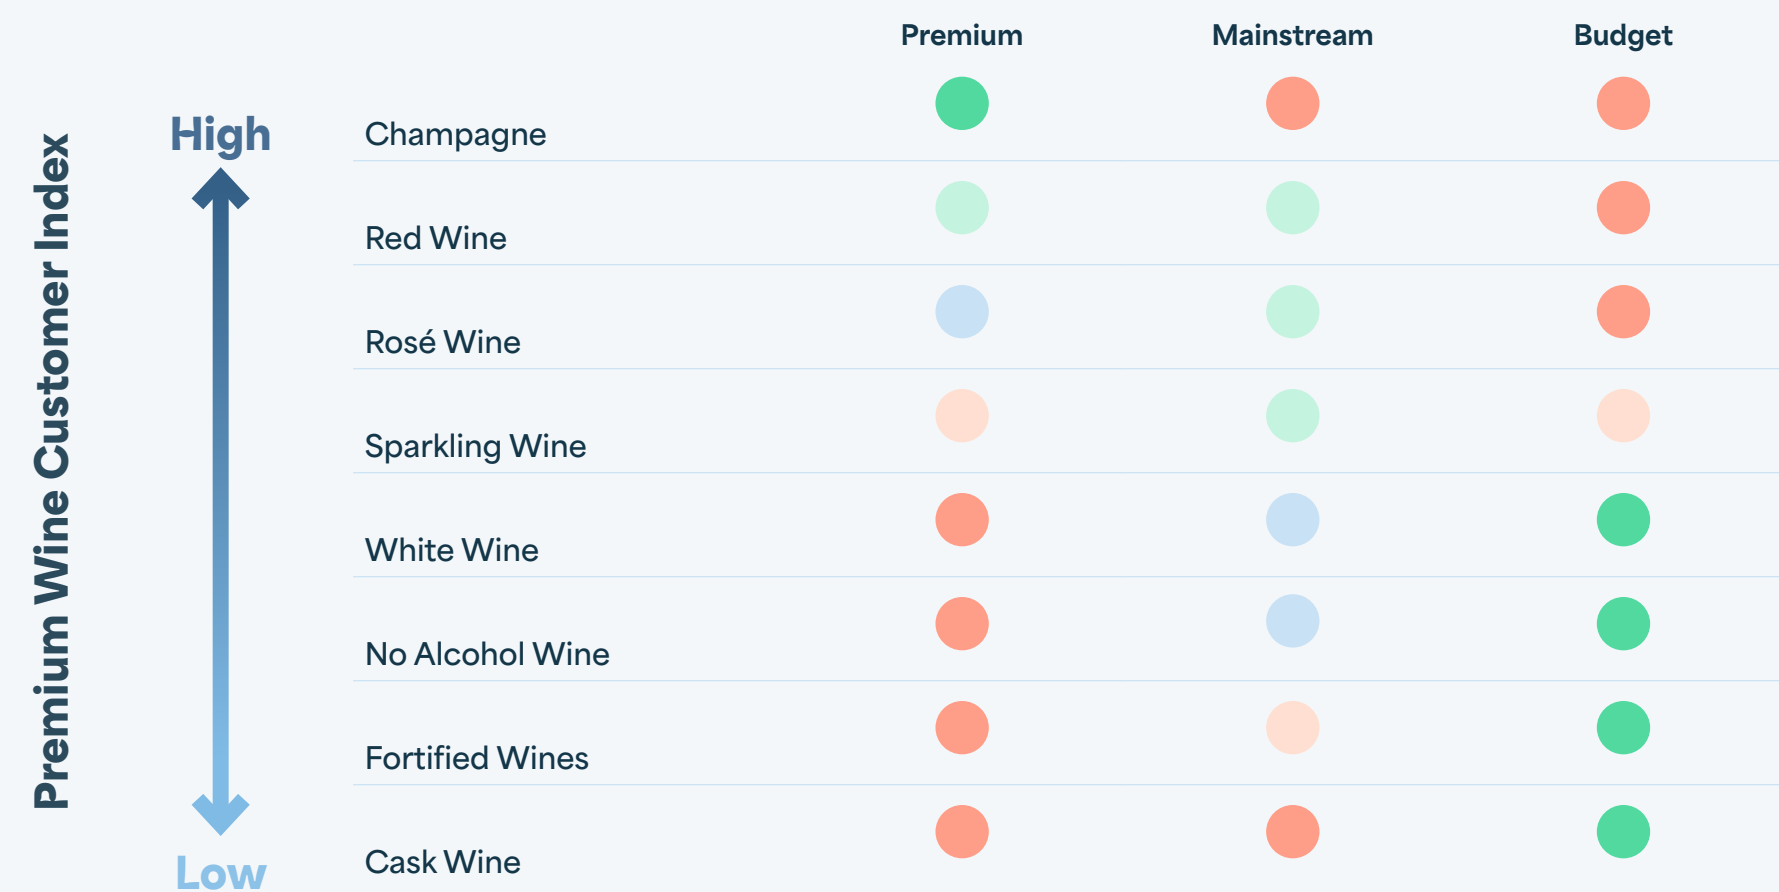 Premium Mainstream Budget
Premium Wine Customer Index
High
Champagne
Red Wine
Rosé Wine
Sparkling Wine
White Wine
No Alcohol Wine
Fortified Wines
Cask Wine
Low